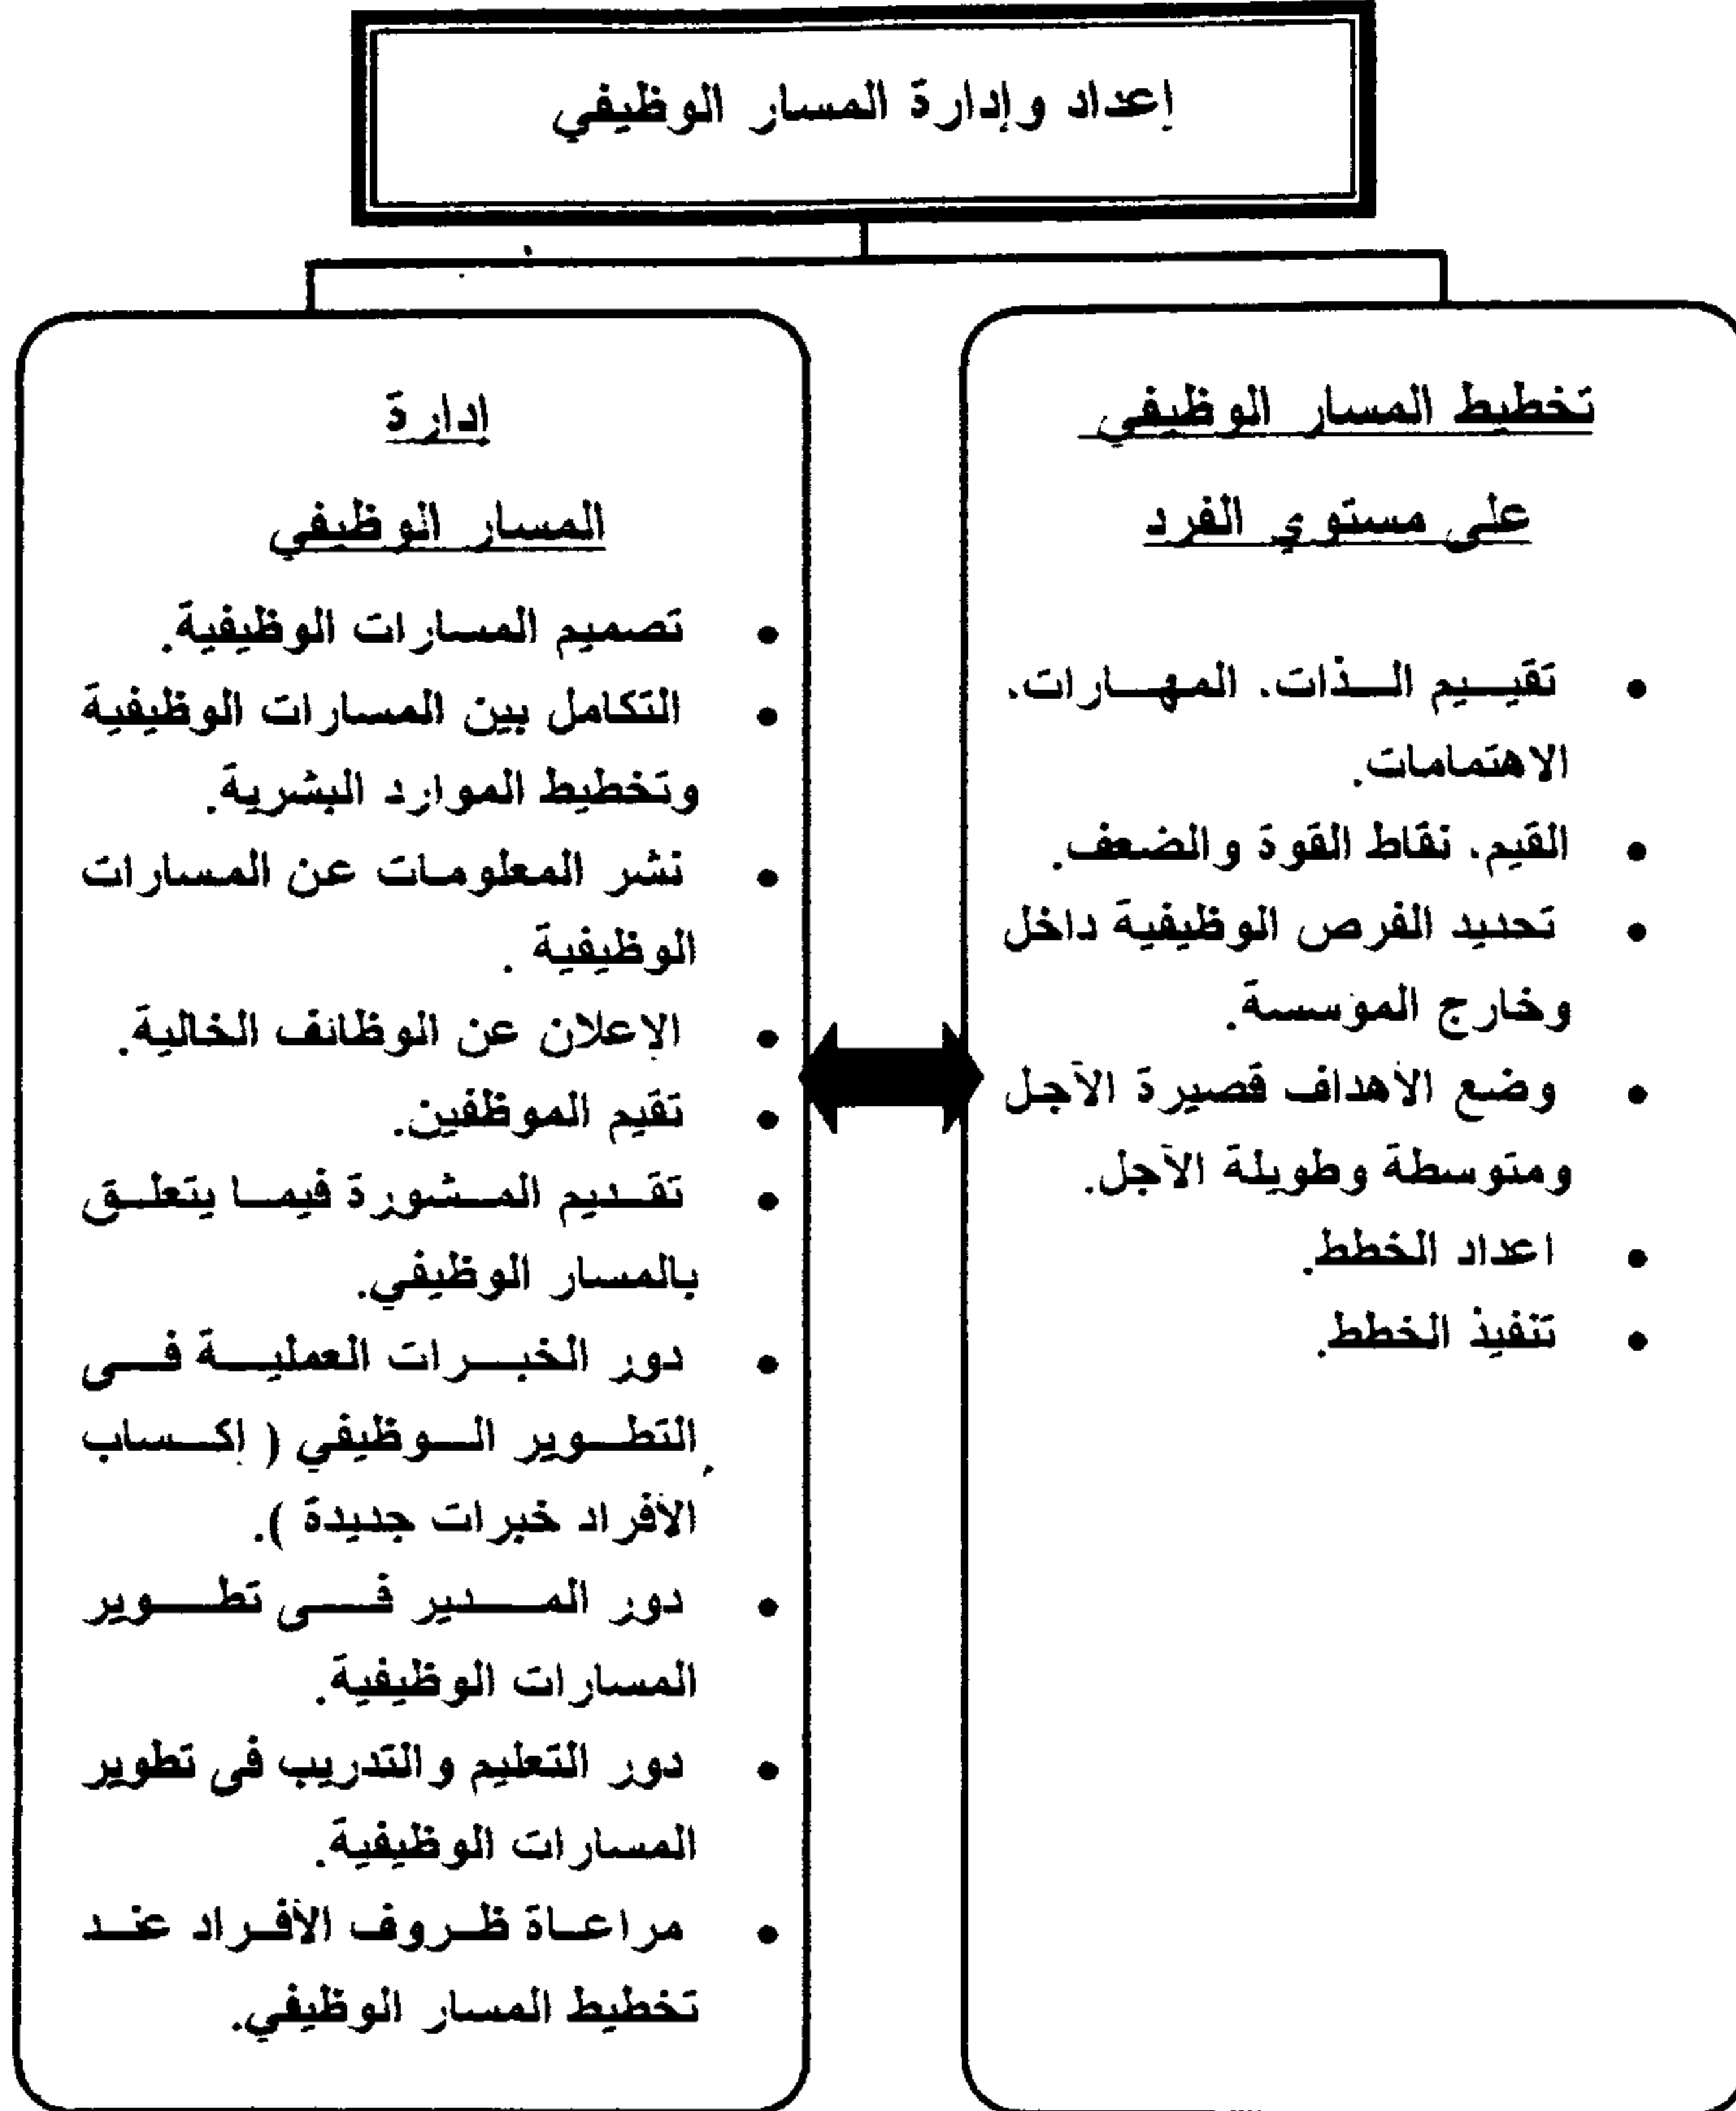 إعداد وإدارة المسار الوظيفي
تخطيط المسار الوظيفي
على مستوي الفرد
• تقييم الذات، المهارات،
الاهتمامات.
• القيم، نقاط القوة والضعف.
• تحديد الفرص الوظيفية داخل
وخارج المؤسسة.
• وضع الأهداف قصيرة الأجل
ومتوسطة وطويلة الأجل.
• اعداد الخطط.
• تنفيذ الخطط.
إدارة
المسار الوظيفي
• تصميم المسارات الوظيفية.
• التكامل بين المسارات الوظيفية
وتخطيط الموارد البشرية.
• نشر المعلومات عن المسارات
الوظيفية .
• الإعلان عن الوظائف الخالية.
• تقيم الموظفين.
• تقديم المشورة فيما يتعلق
بالمسار الوظيفي.
• دور الخبرات العملية فى
التطوير الوظيفي ( إكساب
الأفراد خبرات جديدة ).
• دور المدير فى تطوير
المسارات الوظيفية.
• دور التعليم والتدريب فى تطوير
المسارات الوظيفية.
• مراعاة ظروف الأفراد عند
تخطيط المسار الوظيفي.